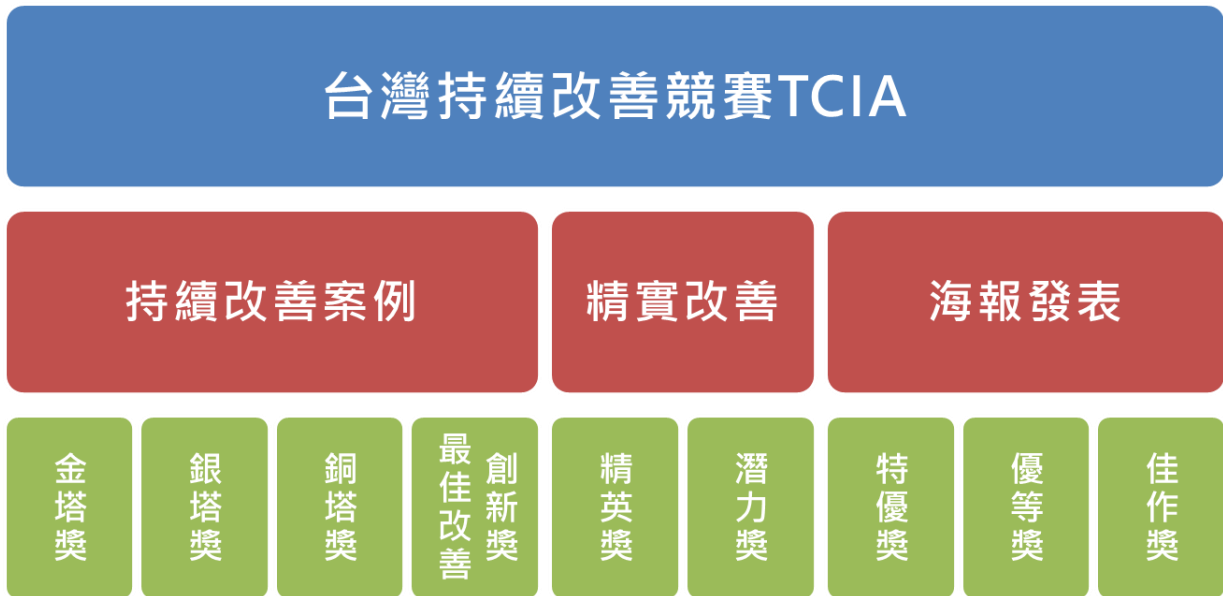 台灣持續改善競賽TCIA
持續改善案例
精實改善
海報發表
金塔獎
銀塔獎
銅塔獎
最佳改善
創新獎
精英獎
潛力獎
特優獎
優等獎
佳作獎